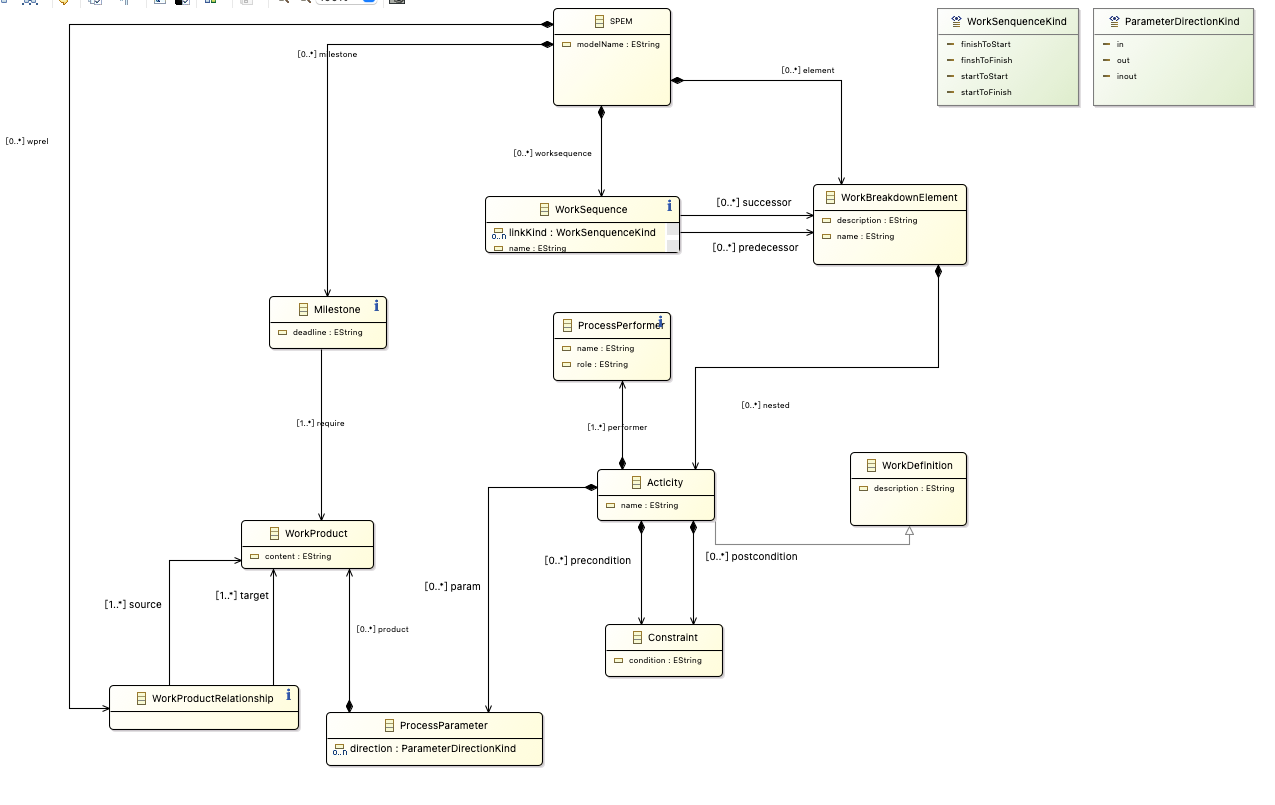 SPEM
modelName : EString
WorkSenquenceKind
finishToStart
finshToFinish
startToStart
startToFinish
ParameterDirectionKind
in
out
inout
[0..*] milestone
[0..*] element
[0..*] wprel
[0..*] worksequence
WorkSequence
0..n linkKind : WorkSenquenceKind
name : EString
[0..*] successor
[0..*] predecessor
WorkBreakdownElement
description : EString
name : EString
Milestone
deadline : EString
ProcessPerformer
name : EString
role : EString
[0..*] nested
[1..*] require
[1..*] performer
WorkDefinition
description : EString
Acticity
name : EString
WorkProduct
content : EString
[0..*] precondition
[0..*] postcondition
[0..*] param
[1..*] source
[1..*] target
[0..*] product
Constraint
condition : EString
WorkProductRelationship
ProcessParameter
0..n direction : ParameterDirectionKind